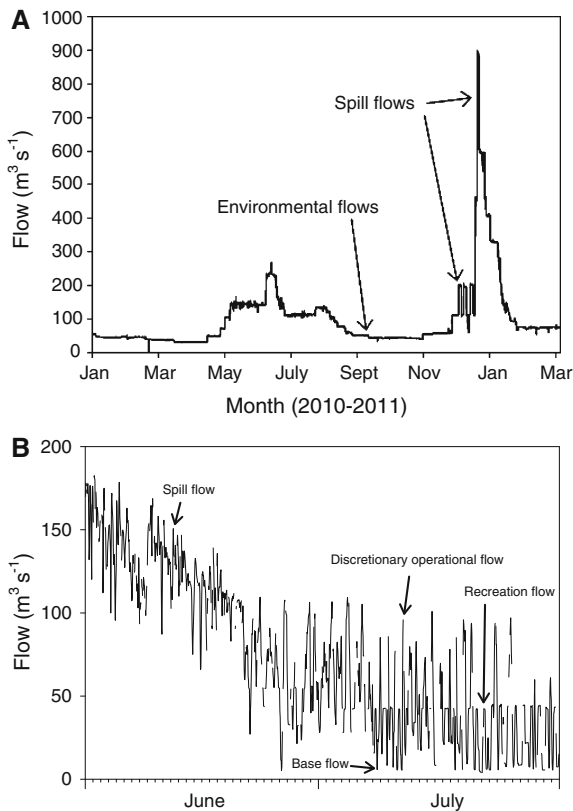 A
1000
900
800
700
600
500
400
300
200
100
0
Flow (m³ s⁻¹)
Spill flows
Environmental flows
Jan Mar May July Sept Nov Jan Mar
Month (2010-2011)
B
200
150
100
50
0
Flow (m³ s⁻¹)
Spill flow
Discretionary operational flow
Recreation flow
Base flow
June July